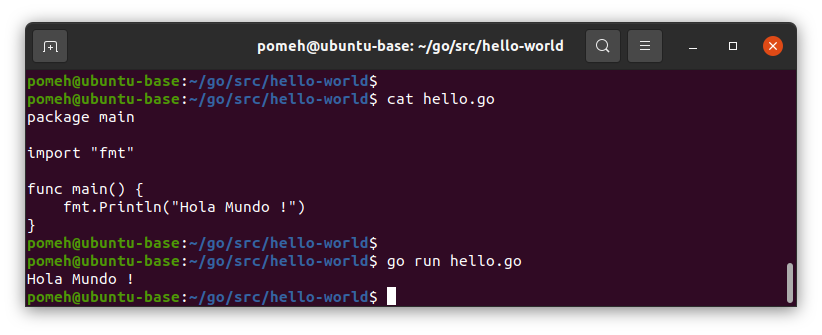 pomeh@ubuntu-base: ~/go/src/hello-world
pomeh@ubuntu-base:~/go/src/hello-world$
pomeh@ubuntu-base:~/go/src/hello-world$ cat hello.go
package main
import "fmt"
func main() {
    fmt.Println("Hola Mundo !")
}
pomeh@ubuntu-base:~/go/src/hello-world$
pomeh@ubuntu-base:~/go/src/hello-world$ go run hello.go
Hola Mundo !
pomeh@ubuntu-base:~/go/src/hello-world$